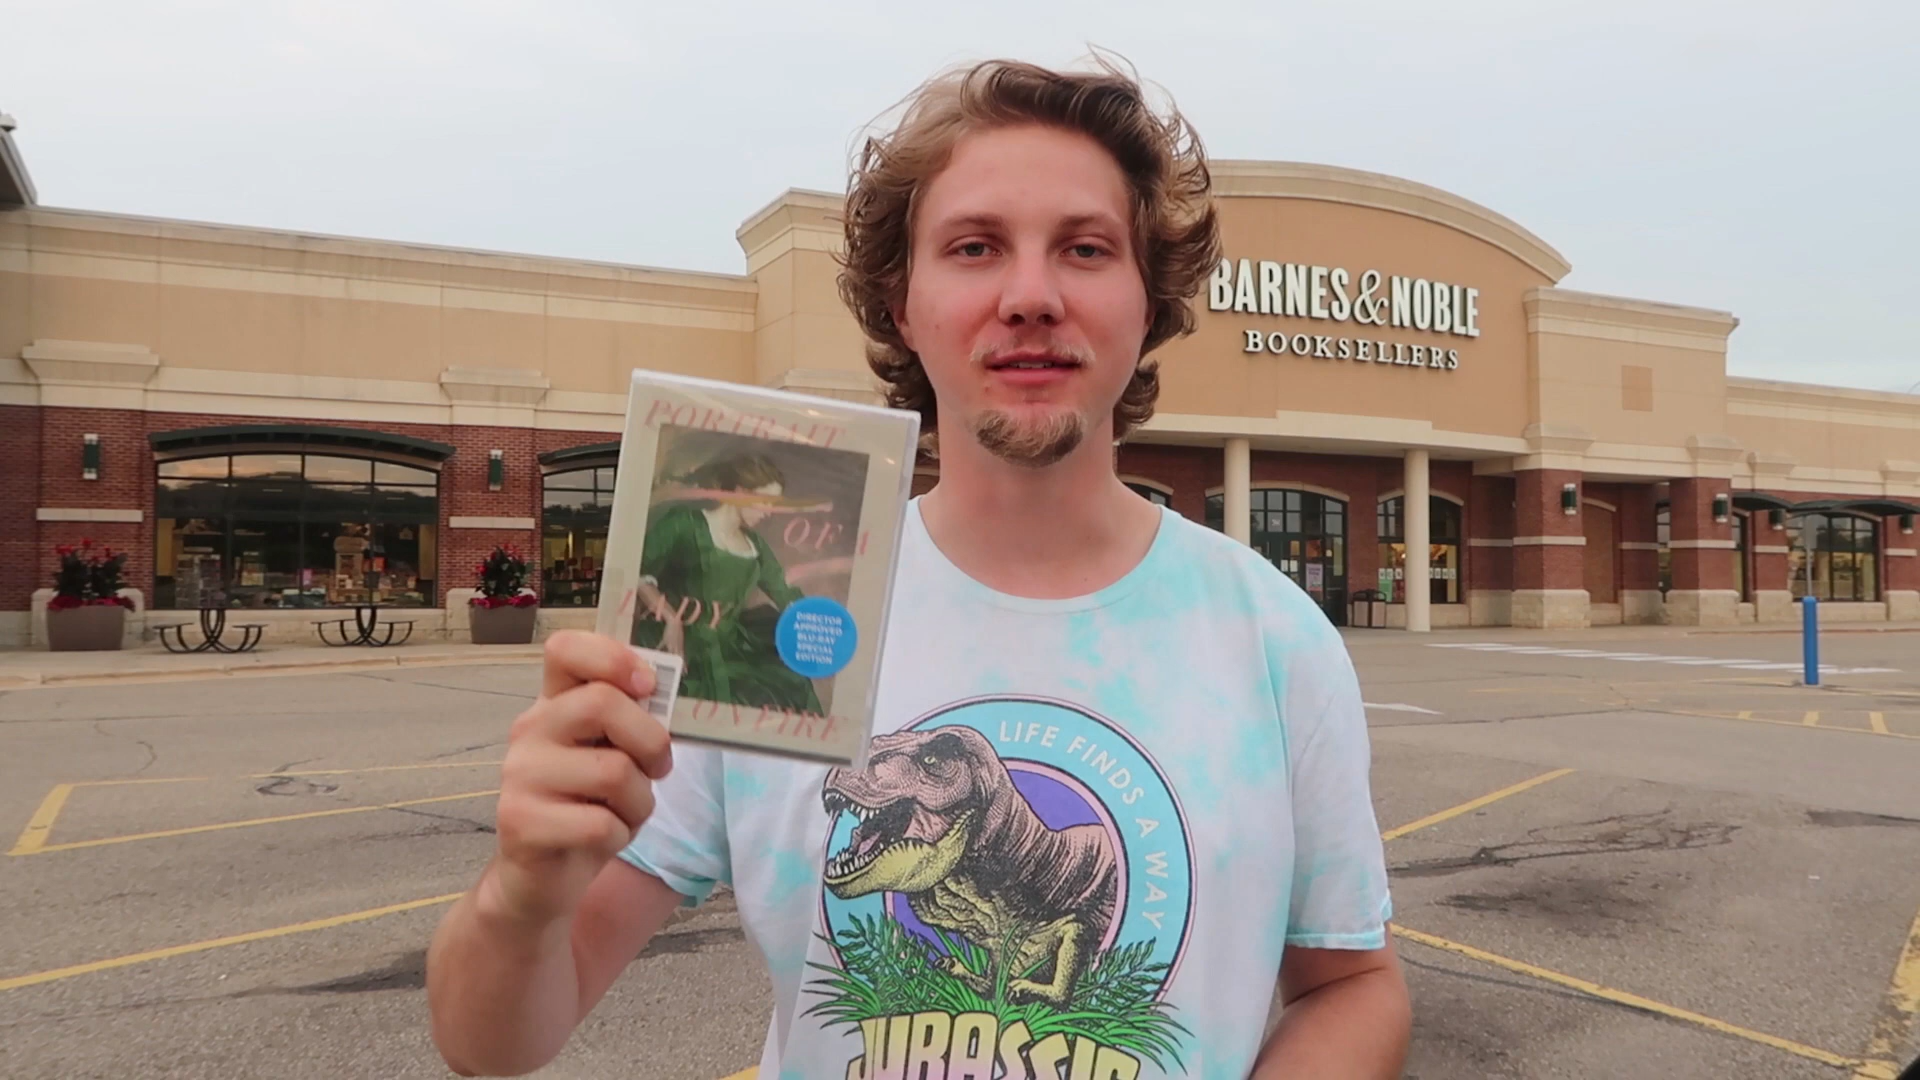 BARNES & NOBLE
BOOKSELLERS
PORTRAIT
OF A
LADY
ON FIRE
DIRECTOR
APPROVED
BLU-RAY
SPECIAL
EDITION
LIFE FINDS A WAY
JURASSIC